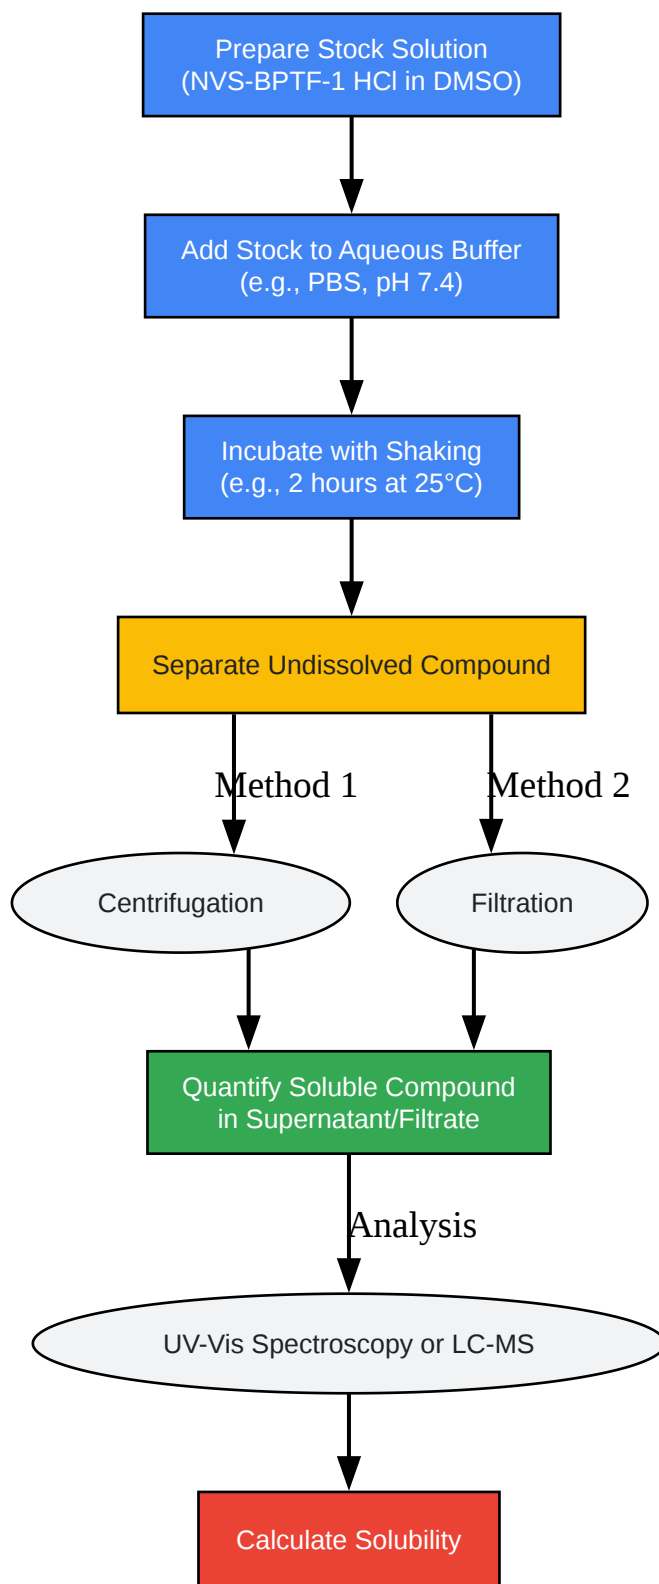 Prepare Stock Solution
(NVS-BPTF-1 HCl in DMSO)
Add Stock to Aqueous Buffer
(e.g., PBS, pH 7.4)
Incubate with Shaking
(e.g., 2 hours at 25°C)
Separate Undissolved Compound
Method 1
Method 2
Centrifugation
Filtration
Quantify Soluble Compound
in Supernatant/Filtrate
Analysis
UV-Vis Spectroscopy or LC-MS
Calculate Solubility